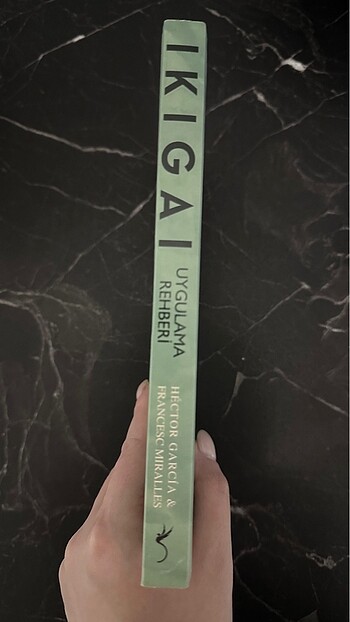 IKIGAI
UYGULAMA
REHBERİ
HÉCTOR GARCÍA &
FRANCESC MIRALLES